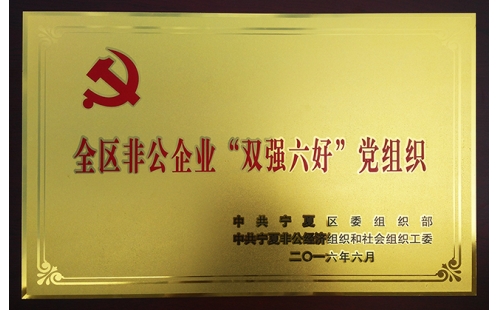 全区非公企业“双强六好”党组织
中共宁夏区委组织部
中共宁夏非公经济组织和社会组织工委
二〇一六年六月